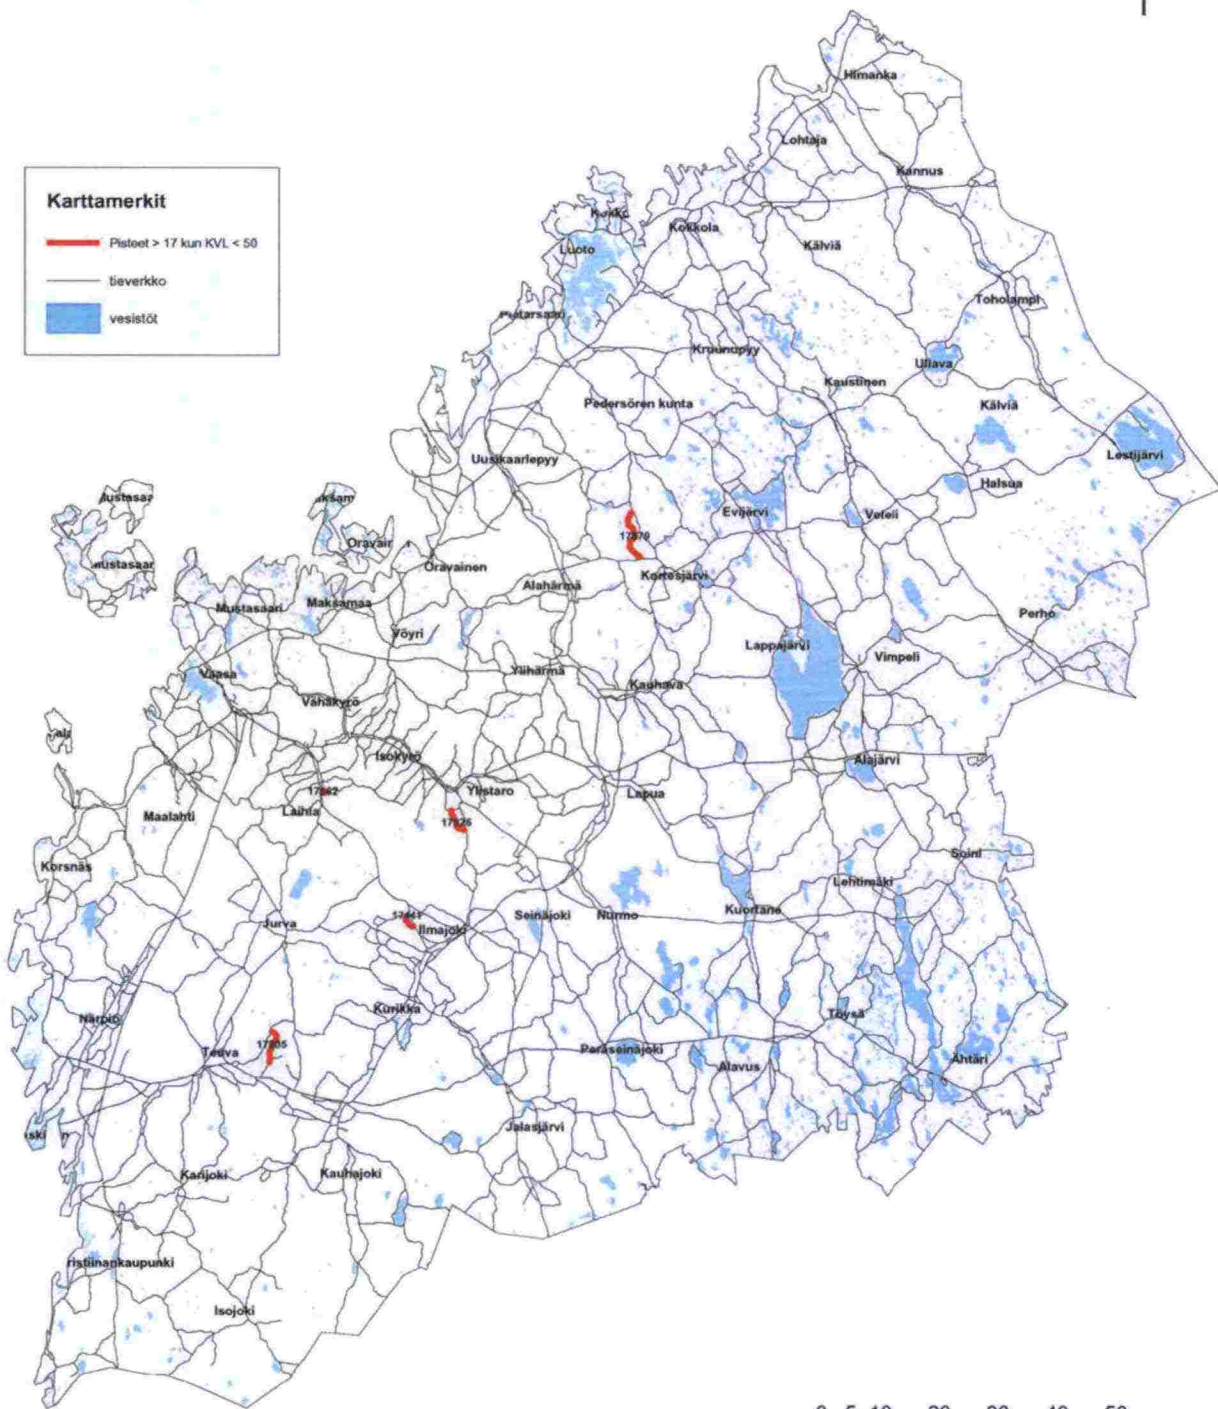 Himanka
Lohtaja
Kannus
Karttamerkit
Pisteet > 17 kun KVL < 50
tieverkko
vesistöt
Kokkola
Luoto
Kälviä
Toholampi
Pietarsaari
Kruunupyy
Ullava
Kaustinen
Pedersören kunta
Kälviä
Uusikaarlepyy
Lestijärvi
Halsua
Evijärvi
Veteli
17879
Oravainen
Kortesjärvi
Alahärmä
Mustasaari
Maksamaa
Perho
Vöyri
Lappajärvi
Vimpeli
Ylihärmä
Vaasa
Kauhava
Vähäkyrö
Isokyrö
Alajärvi
Ylistaro
Lapua
Laihia
Maalahti
Soini
Korsnäs
Lehtimäki
Kuortane
Seinäjoki
Nurmo
Jurva
Ilmajoki
Kurikka
Närpiö
Töysä
Teuva
Peräseinäjoki
Ähtäri
Alavus
Jalasjärvi
Karijoki
Kauhajoki
ristiinankaupunki
Isojoki